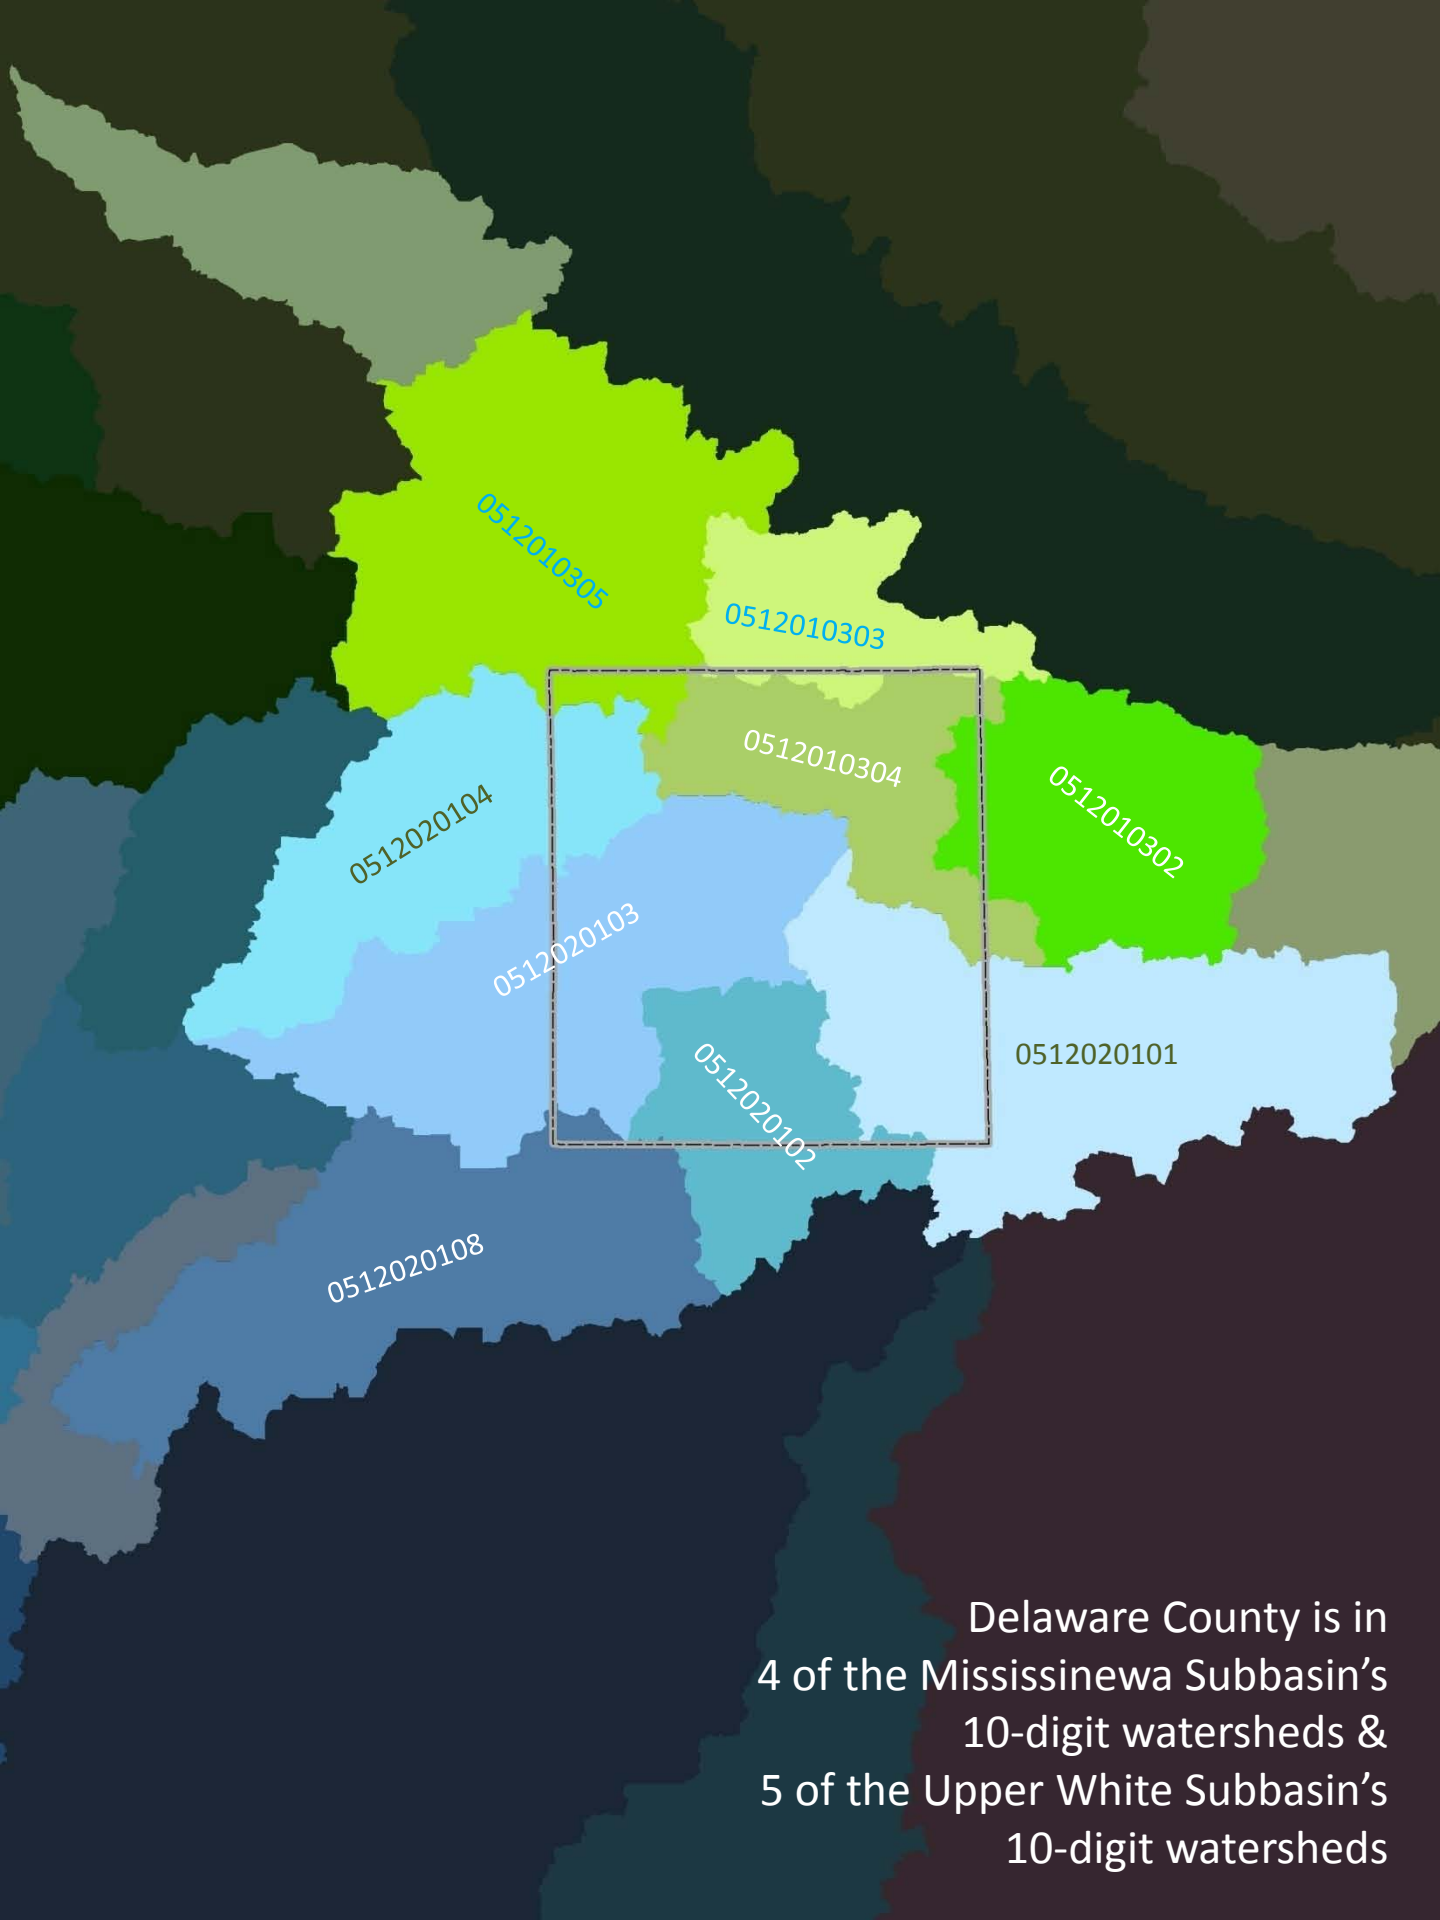 0512010305
0512010303
0512010304
0512010302
0512020104
0512020103
0512020101
0512020102
0512020108
Delaware County is in
4 of the Mississinewa Subbasin’s
10-digit watersheds &
5 of the Upper White Subbasin’s
10-digit watersheds